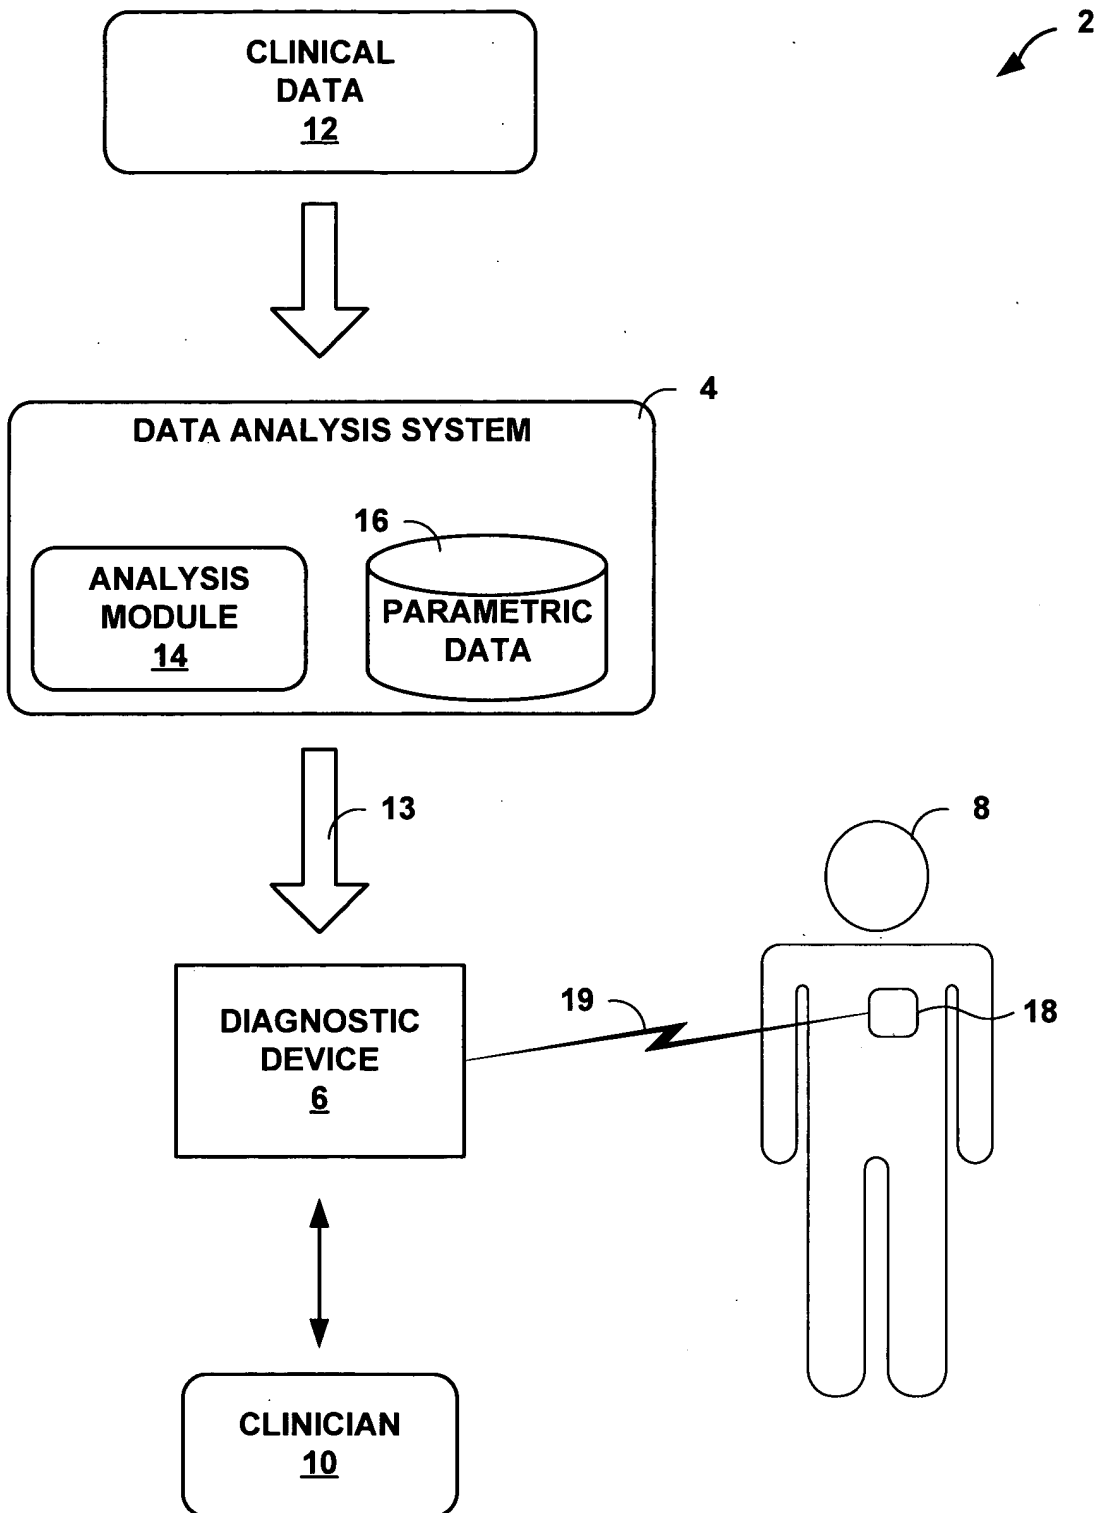 2
CLINICAL
DATA
12
4
DATA ANALYSIS SYSTEM
16
ANALYSIS
MODULE
14
PARAMETRIC
DATA
13
8
19
18
DIAGNOSTIC
DEVICE
6
CLINICIAN
10